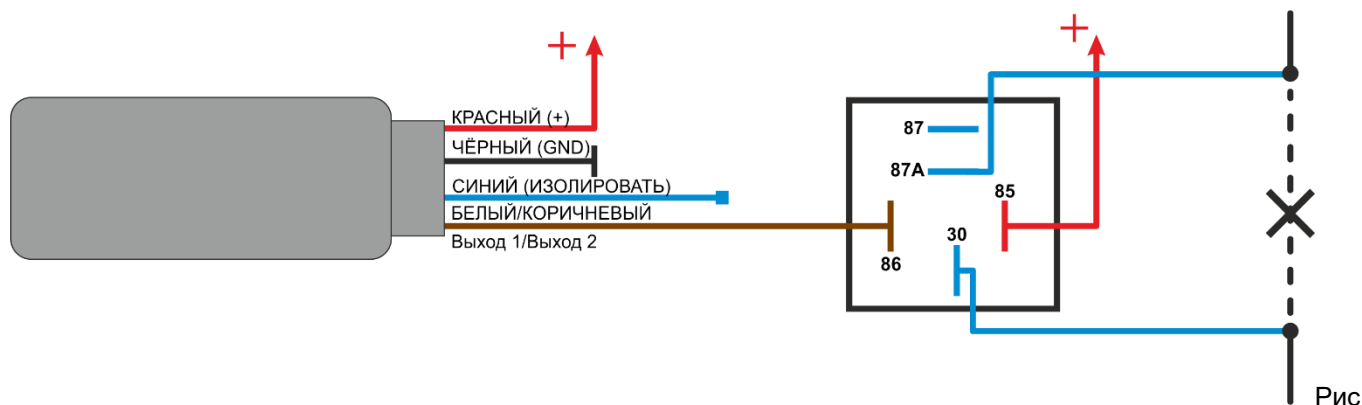 +
+
КРАСНЫЙ (+)
ЧЁРНЫЙ (GND)
СИНИЙ (ИЗОЛИРОВАТЬ)
БЕЛЫЙ/КОРИЧНЕВЫЙ
Выход 1/Выход 2
87
87А
85
30
86
Рис